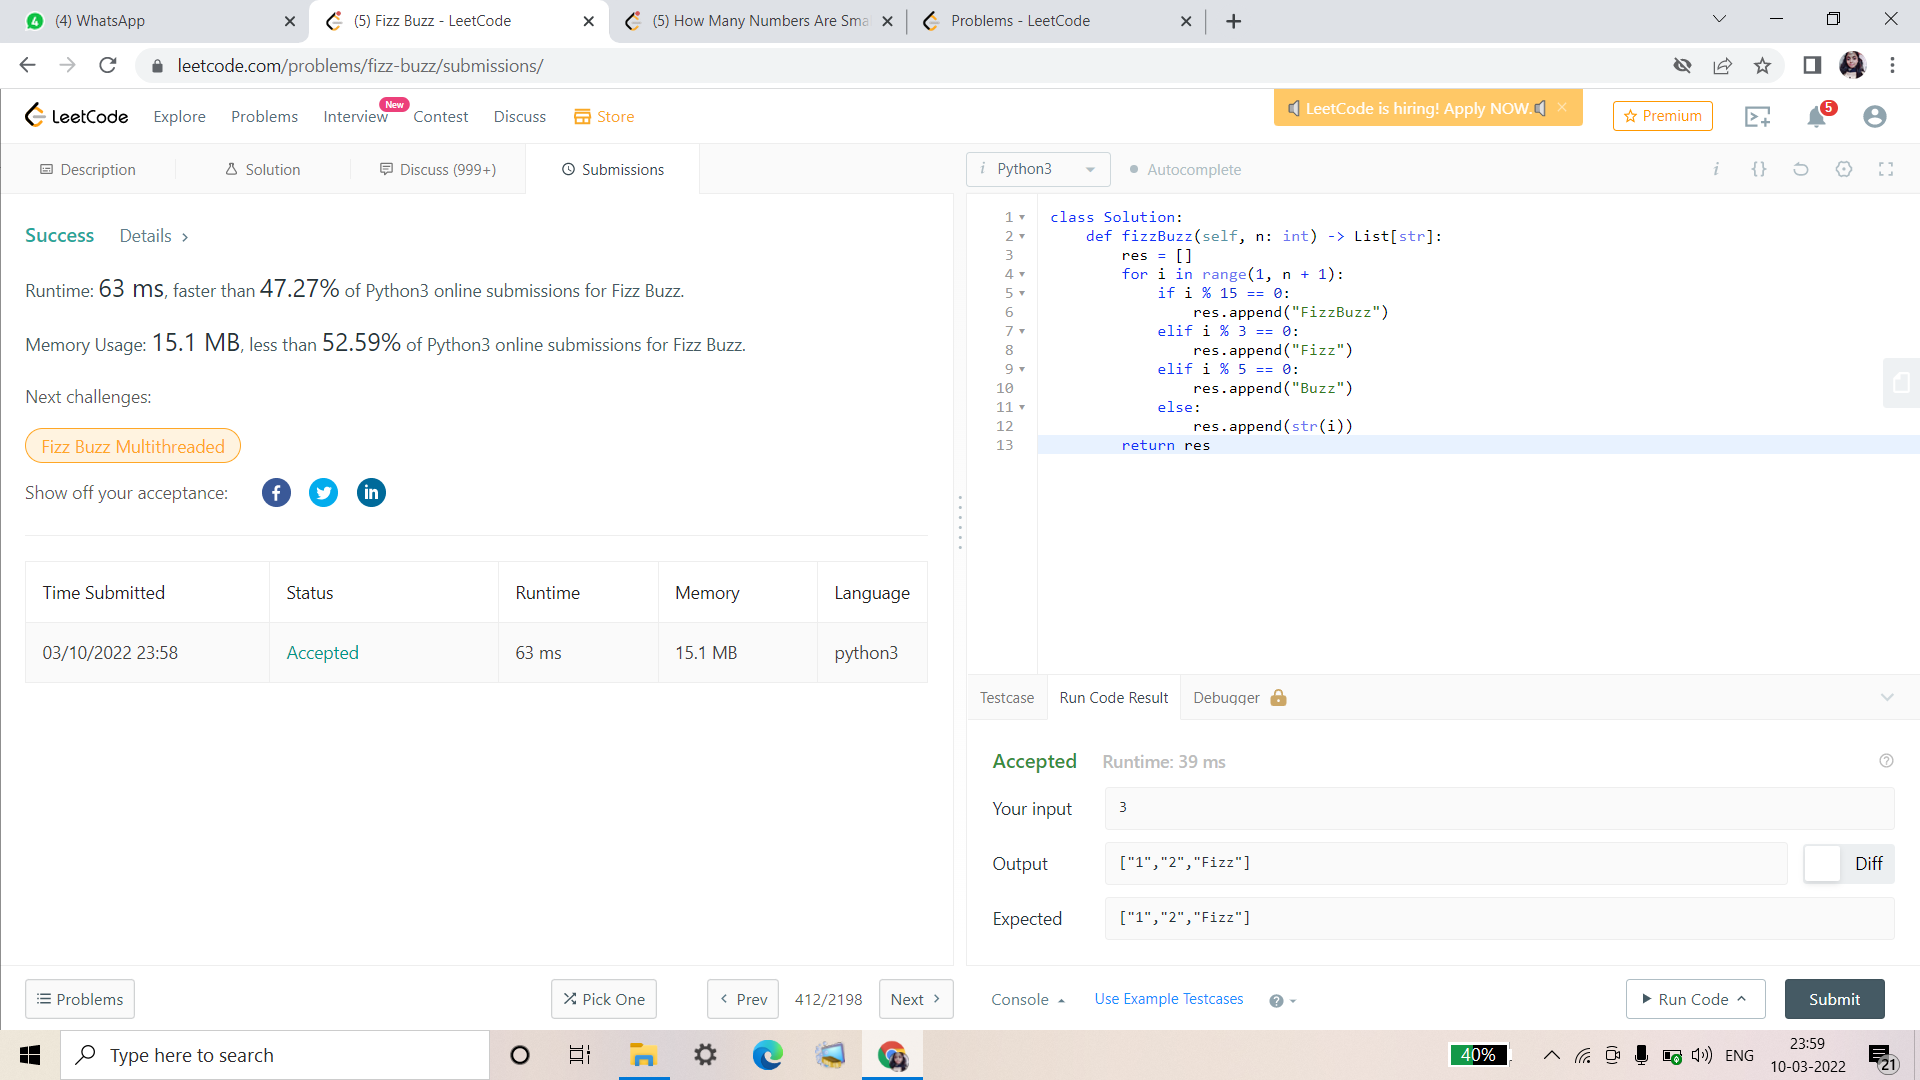 (4) WhatsApp
(5) Fizz Buzz - LeetCode
(5) How Many Numbers Are Sma
Problems - LeetCode
leetcode.com/problems/fizz-buzz/submissions/
LeetCode
Explore
Problems
Interview
New
Contest
Discuss
Store
LeetCode is hiring! Apply NOW.
Premium
5
Description
Solution
Discuss (999+)
Submissions
i Python3
Autocomplete
i
{}
Success
Details >
Runtime: 63 ms, faster than 47.27% of Python3 online submissions for Fizz Buzz.
Memory Usage: 15.1 MB, less than 52.59% of Python3 online submissions for Fizz Buzz.
Next challenges:
Fizz Buzz Multithreaded
Show off your acceptance:
Time Submitted Status Runtime Memory Language
03/10/2022 23:58 Accepted 63 ms 15.1 MB python3
1 class Solution:
2 def fizzBuzz(self, n: int) -> List[str]:
3 res = []
4 for i in range(1, n + 1):
5 if i % 15 == 0:
6 res.append("FizzBuzz")
7 elif i % 3 == 0:
8 res.append("Fizz")
9 elif i % 5 == 0:
10 res.append("Buzz")
11 else:
12 res.append(str(i))
13 return res
Testcase
Run Code Result
Debugger
Accepted Runtime: 39 ms
Your input 3
Output ["1","2","Fizz"]
Diff
Expected ["1","2","Fizz"]
Problems
Pick One
< Prev
412/2198
Next >
Console
Use Example Testcases
Run Code
Submit
Type here to search
40%
ENG
23:59
10-03-2022
21